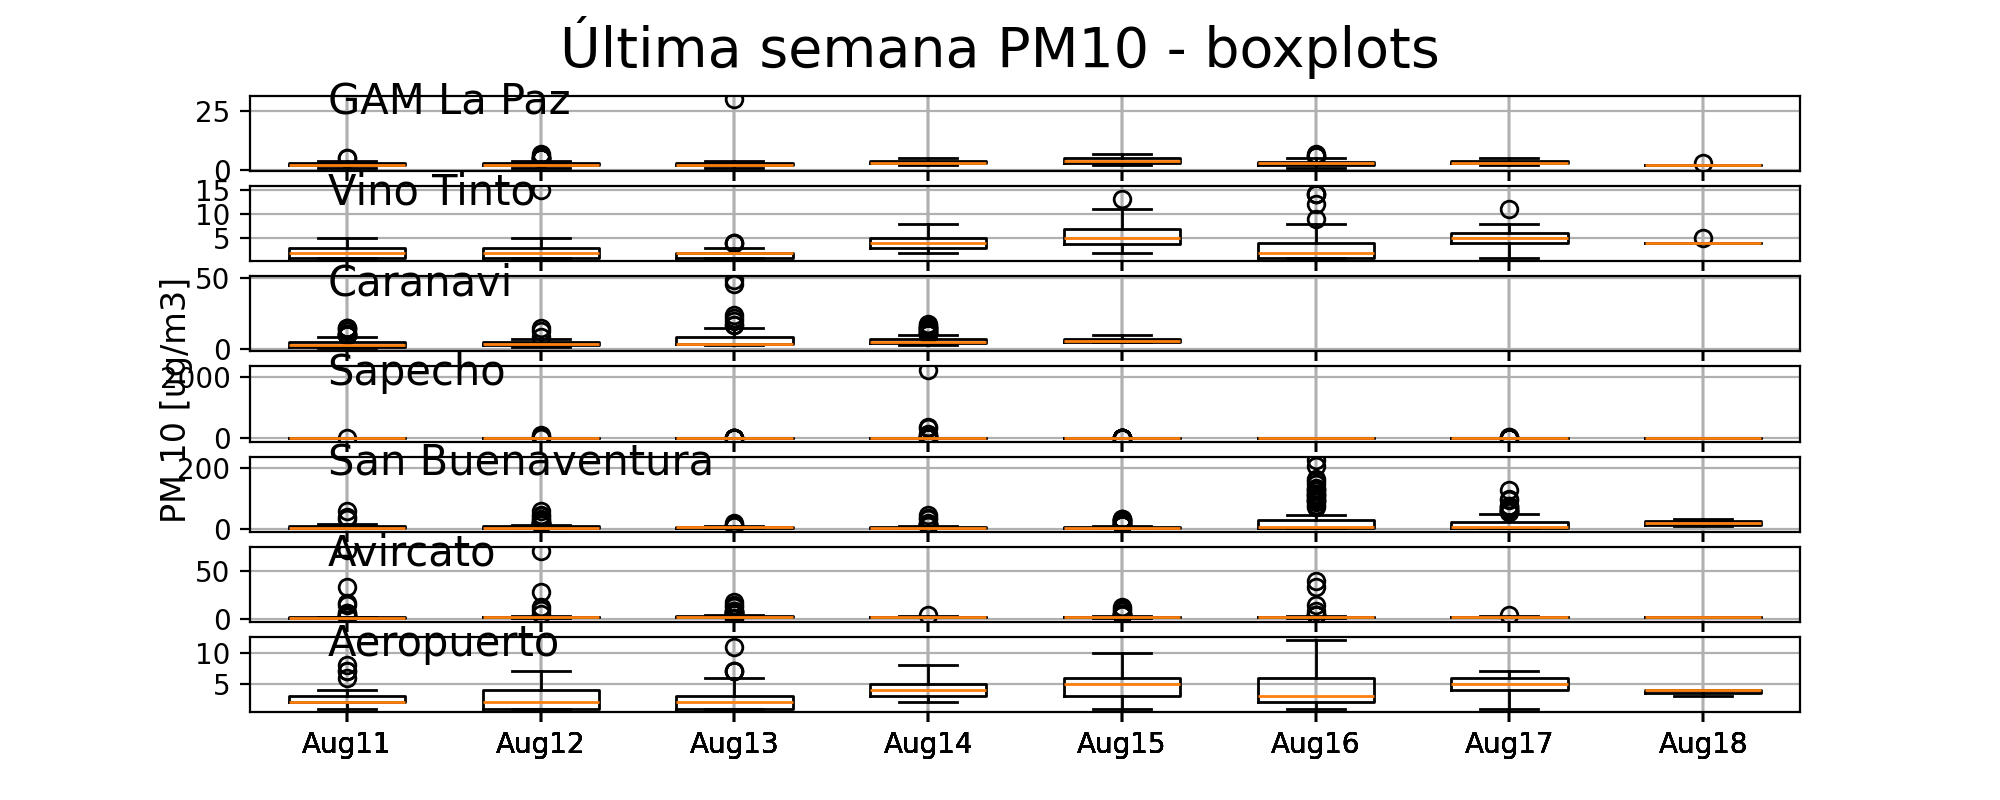 Última semana PM10 - boxplots
GAM La Paz
25
0
Vino Tinto
15
10
5
Caranavi
50
0
PM 10 [ug/m3]
Sapecho
2000
0
San Buenaventura
200
0
Avircato
50
0
Aeropuerto
10
5
Aug11 Aug12 Aug13 Aug14 Aug15 Aug16 Aug17 Aug18